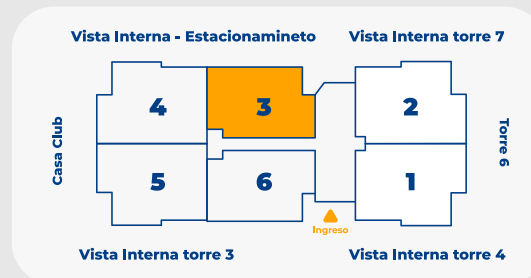 Vista Interna - Estacionamineto
Vista Interna torre 7
4
3
2
Casa Club
Torre 6
5
6
1
Ingreso
Vista Interna torre 3
Vista Interna torre 4